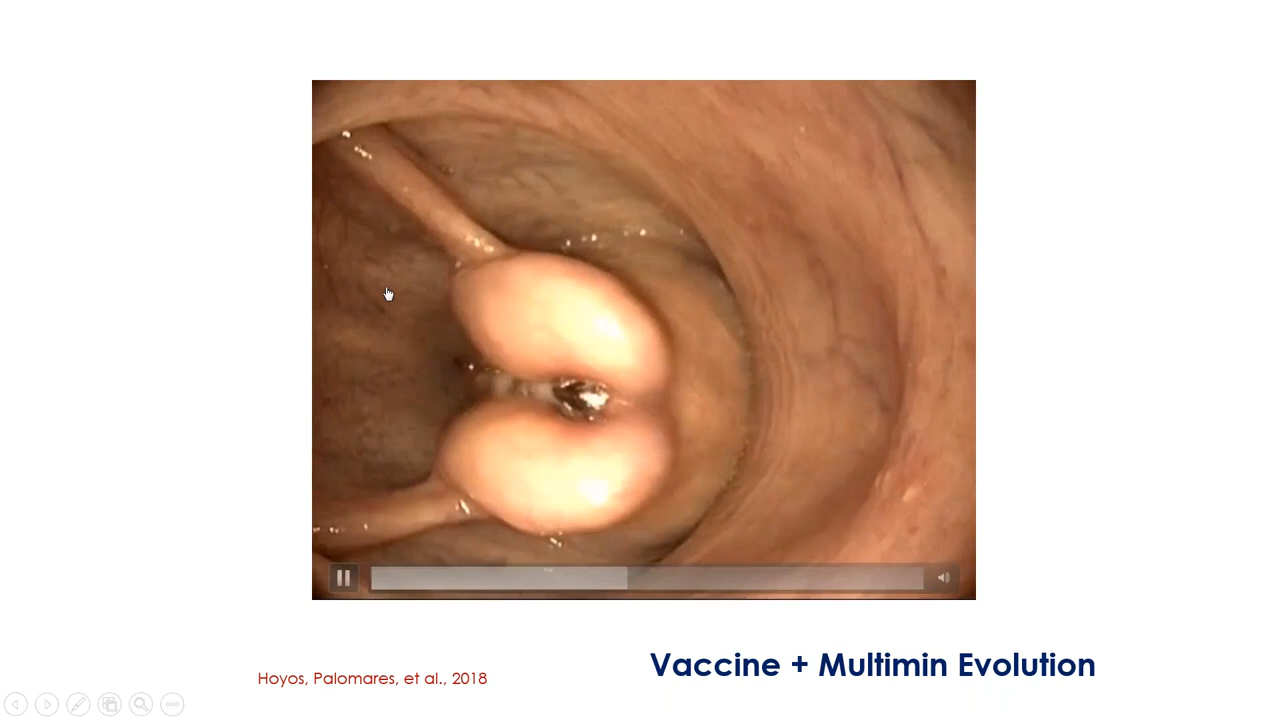 Vaccine + Multimin Evolution
Hoyos, Palomares, et al., 2018